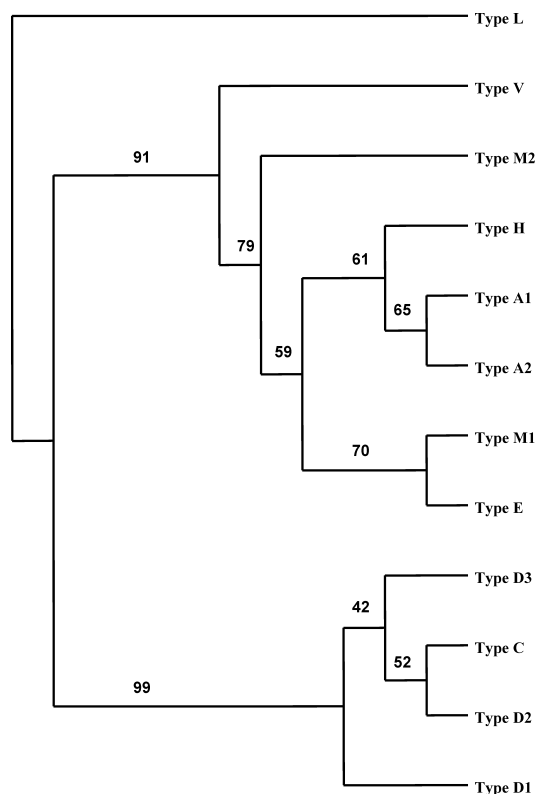 Type L
Type V
91
Type M2
79
Type H
61
Type A1
65
59
Type A2
Type M1
70
Type E
Type D3
42
Type C
52
99
Type D2
Type D1